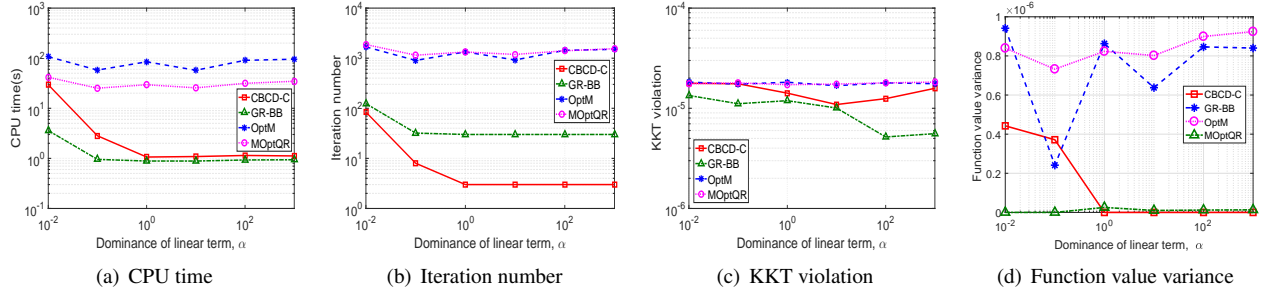 10^3
10^2
10^1
10^0
10^-1
CPU time(s)
CBCD-C
GR-BB
OptM
MOptQR
10^-2
10^0
10^2
Dominance of linear term, α
(a) CPU time
10^4
10^3
10^2
10^1
10^0
Iteration number
CBCD-C
GR-BB
OptM
MOptQR
10^-2
10^0
10^2
Dominance of linear term, α
(b) Iteration number
10^-4
10^-5
10^-6
KKT violation
CBCD-C
GR-BB
OptM
MOptQR
10^-2
10^0
10^2
Dominance of linear term, α
(c) KKT violation
×10^-6
1
0.8
0.6
0.4
0.2
0
Function value variance
CBCD-C
GR-BB
OptM
MOptQR
10^-2
10^-1
10^0
10^1
10^2
10^3
Dominance of linear term, α
(d) Function value variance